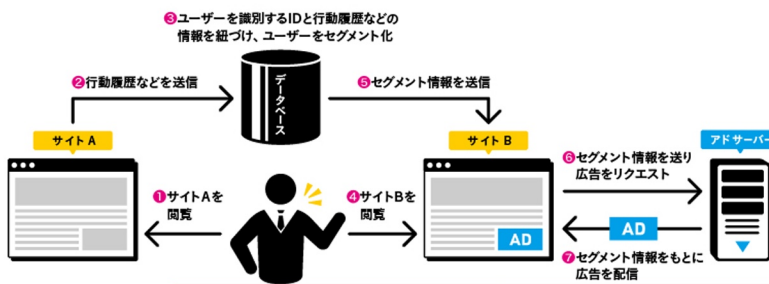 ❸ユーザーを識別するIDと行動履歴などの
情報を紐づけ、ユーザーをセグメント化
❷行動履歴などを送信
データベース
❺セグメント情報を送信
サイトA
サイトB
アドサーバー
❶サイトAを
閲覧
❹サイトBを
閲覧
AD
❻セグメント情報を送り
広告をリクエスト
AD
❼セグメント情報をもとに
広告を配信